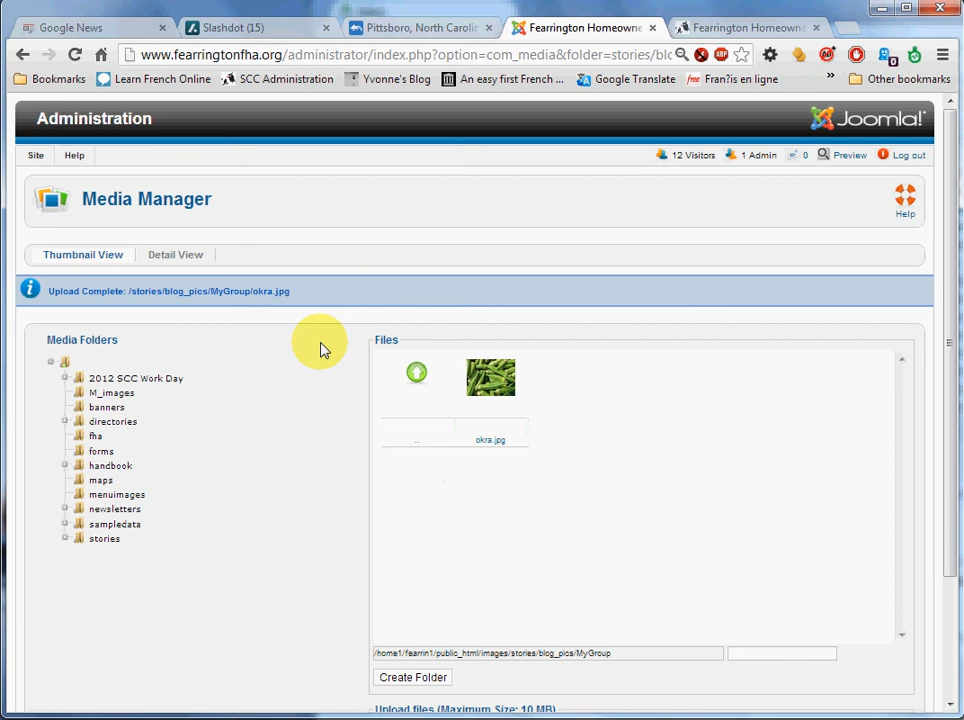 Google News
Slashdot (15)
Pittsboro, North Carolin
Fearrington Homeowne
Fearrington Homeowne
www.fearringtonfha.org/administrator/index.php?option=com_media&folder=stories/blo
Bookmarks
Learn French Online
SCC Administration
Yvonne's Blog
An easy first French ...
Google Translate
Fran?is en ligne
Other bookmarks
Administration
Joomla!
Site
Help
12 Visitors
1 Admin
0
Preview
Log out
Media Manager
Help
Thumbnail View
Detail View
Upload Complete: /stories/blog_pics/MyGroup/okra.jpg
Media Folders
Files
2012 SCC Work Day
M_images
banners
directories
fha
forms
handbook
maps
menuimages
newsletters
sampledata
stories
..
okra.jpg
/home1/fearrin1/public_html/images/stories/blog_pics/MyGroup
Create Folder
Upload files (Maximum Size: 10 MB)